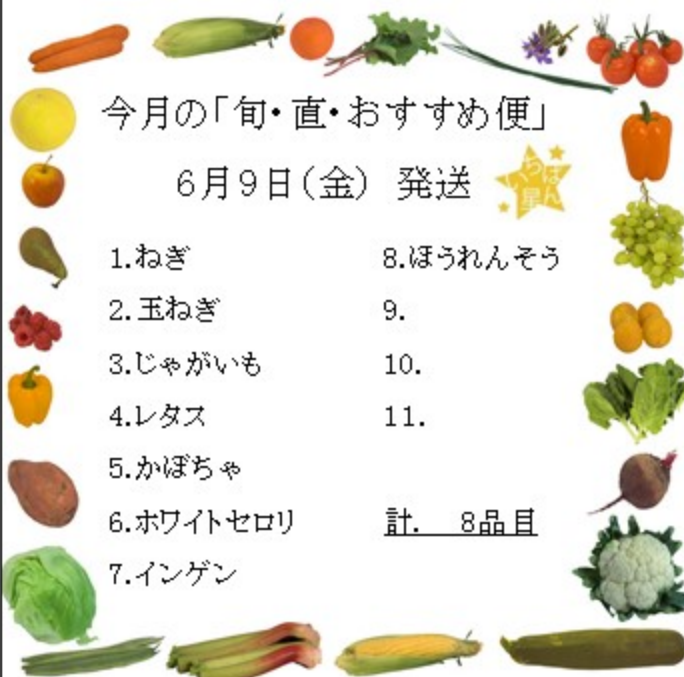 今月の「旬・直・おすすめ便」
6月9日(金) 発送
いちばん星
1.ねぎ
2.玉ねぎ
3.じゃがいも
4.レタス
5.かぼちゃ
6.ホワイトセロリ
7.インゲン
8.ほうれんそう
9.
10.
11.
計. 8品目